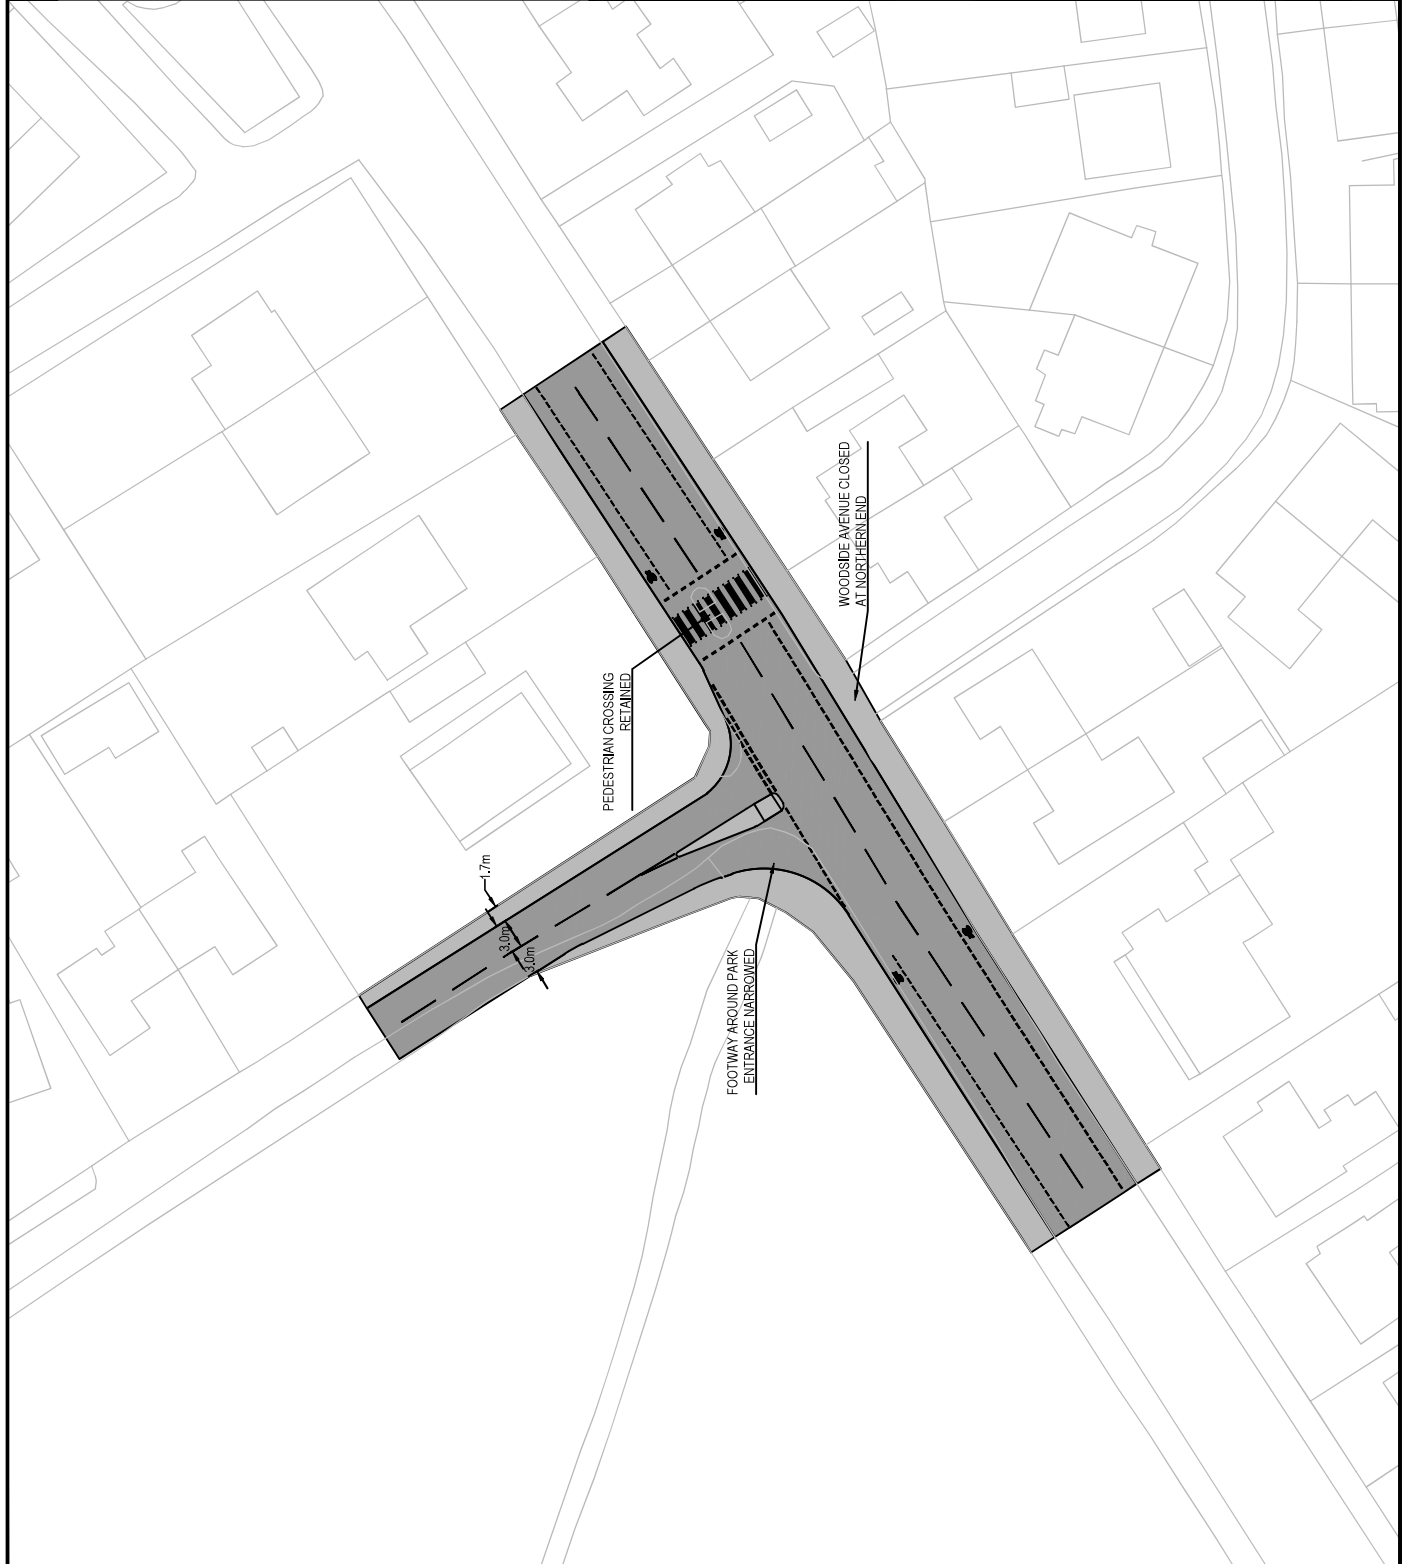 WOODSIDE AVENUE CLOSED
AT NORTHERN END
PEDESTRIAN CROSSING
RETAINED
1.7m
3.0m
3.0m
FOOTWAY AROUND PARK
ENTRANCE NARROWED